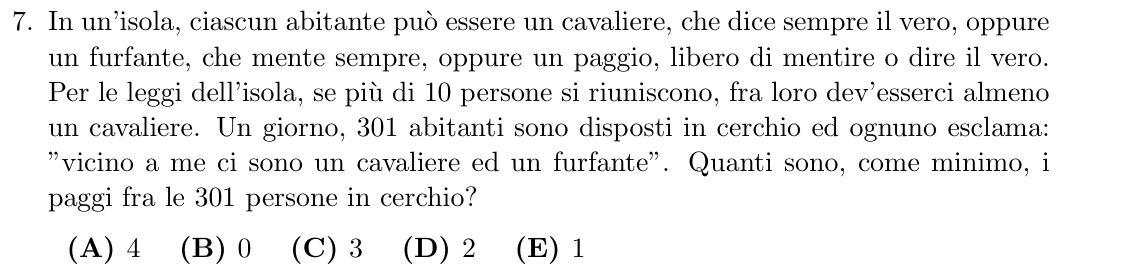 7. In un'isola, ciascun abitante può essere un cavaliere, che dice sempre il vero, oppure
un furfante, che mente sempre, oppure un paggio, libero di mentire o dire il vero.
Per le leggi dell'isola, se più di 10 persone si riuniscono, fra loro dev'esserci almeno
un cavaliere. Un giorno, 301 abitanti sono disposti in cerchio ed ognuno esclama:
"vicino a me ci sono un cavaliere ed un furfante". Quanti sono, come minimo, i
paggi fra le 301 persone in cerchio?
(A) 4 (B) 0 (C) 3 (D) 2 (E) 1